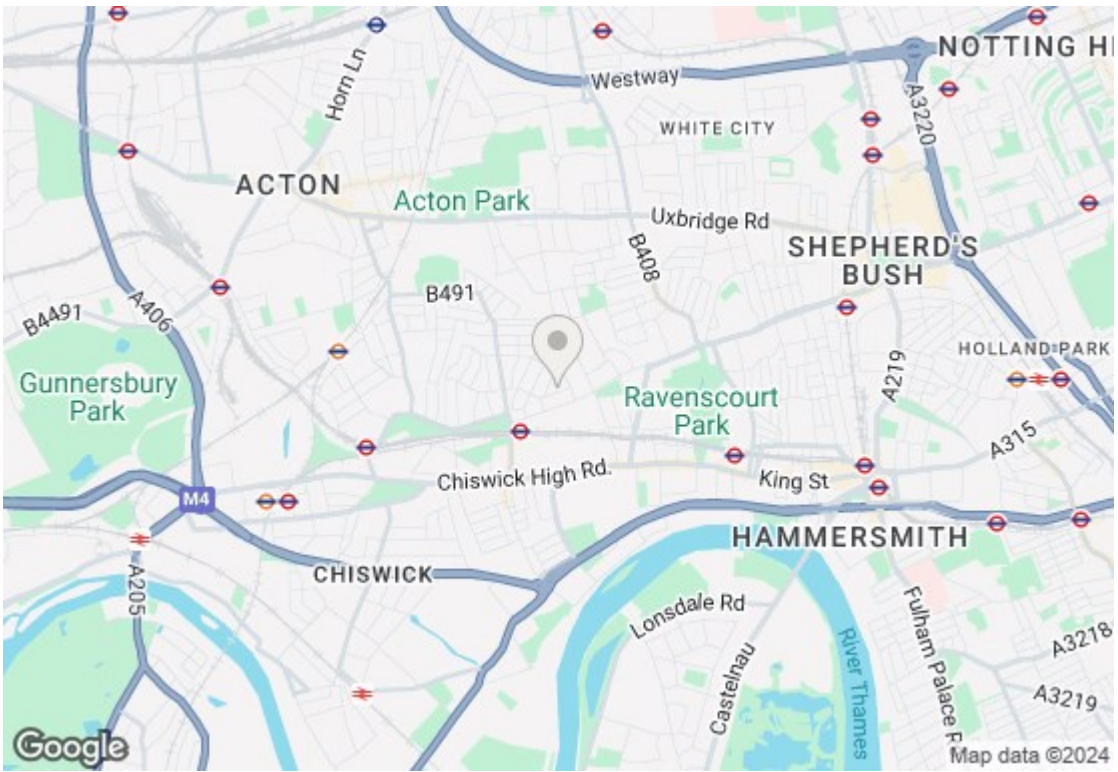 NOTTING HI
Westway
Horn Ln
A3220
WHITE CITY
ACTON
Acton Park
Uxbridge Rd
B408
SHEPHERD'S
BUSH
B491
B4491
A406
HOLLAND PARK
A219
Gunnersbury
Park
Ravenscourt
Park
A315
Chiswick High Rd.
King St
M4
HAMMERSMITH
CHISWICK
A205
Lonsdale Rd
Castelnau
River Thames
Fulham Palace R
A3218
A3219
Google
Map data ©2024